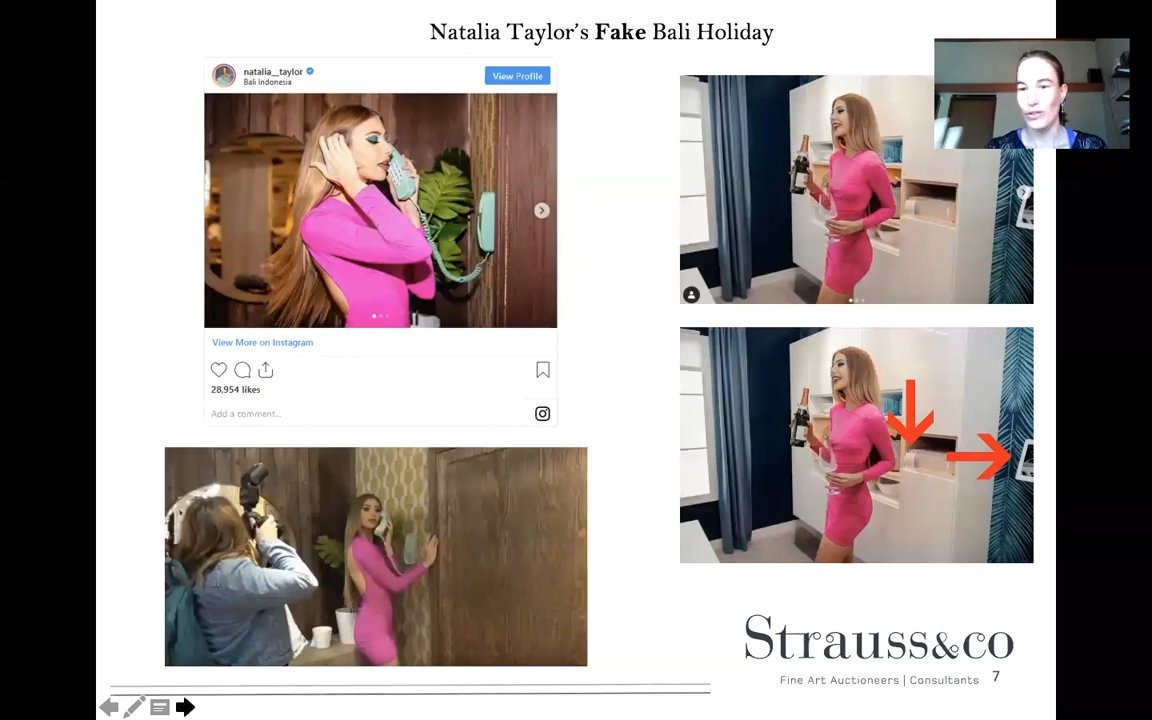 Natalia Taylor’s Fake Bali Holiday
natalia__taylor
Bali Indonesia
View Profile
View More on Instagram
28,954 likes
Add a comment...
Strauss&co
Fine Art Auctioneers | Consultants
7